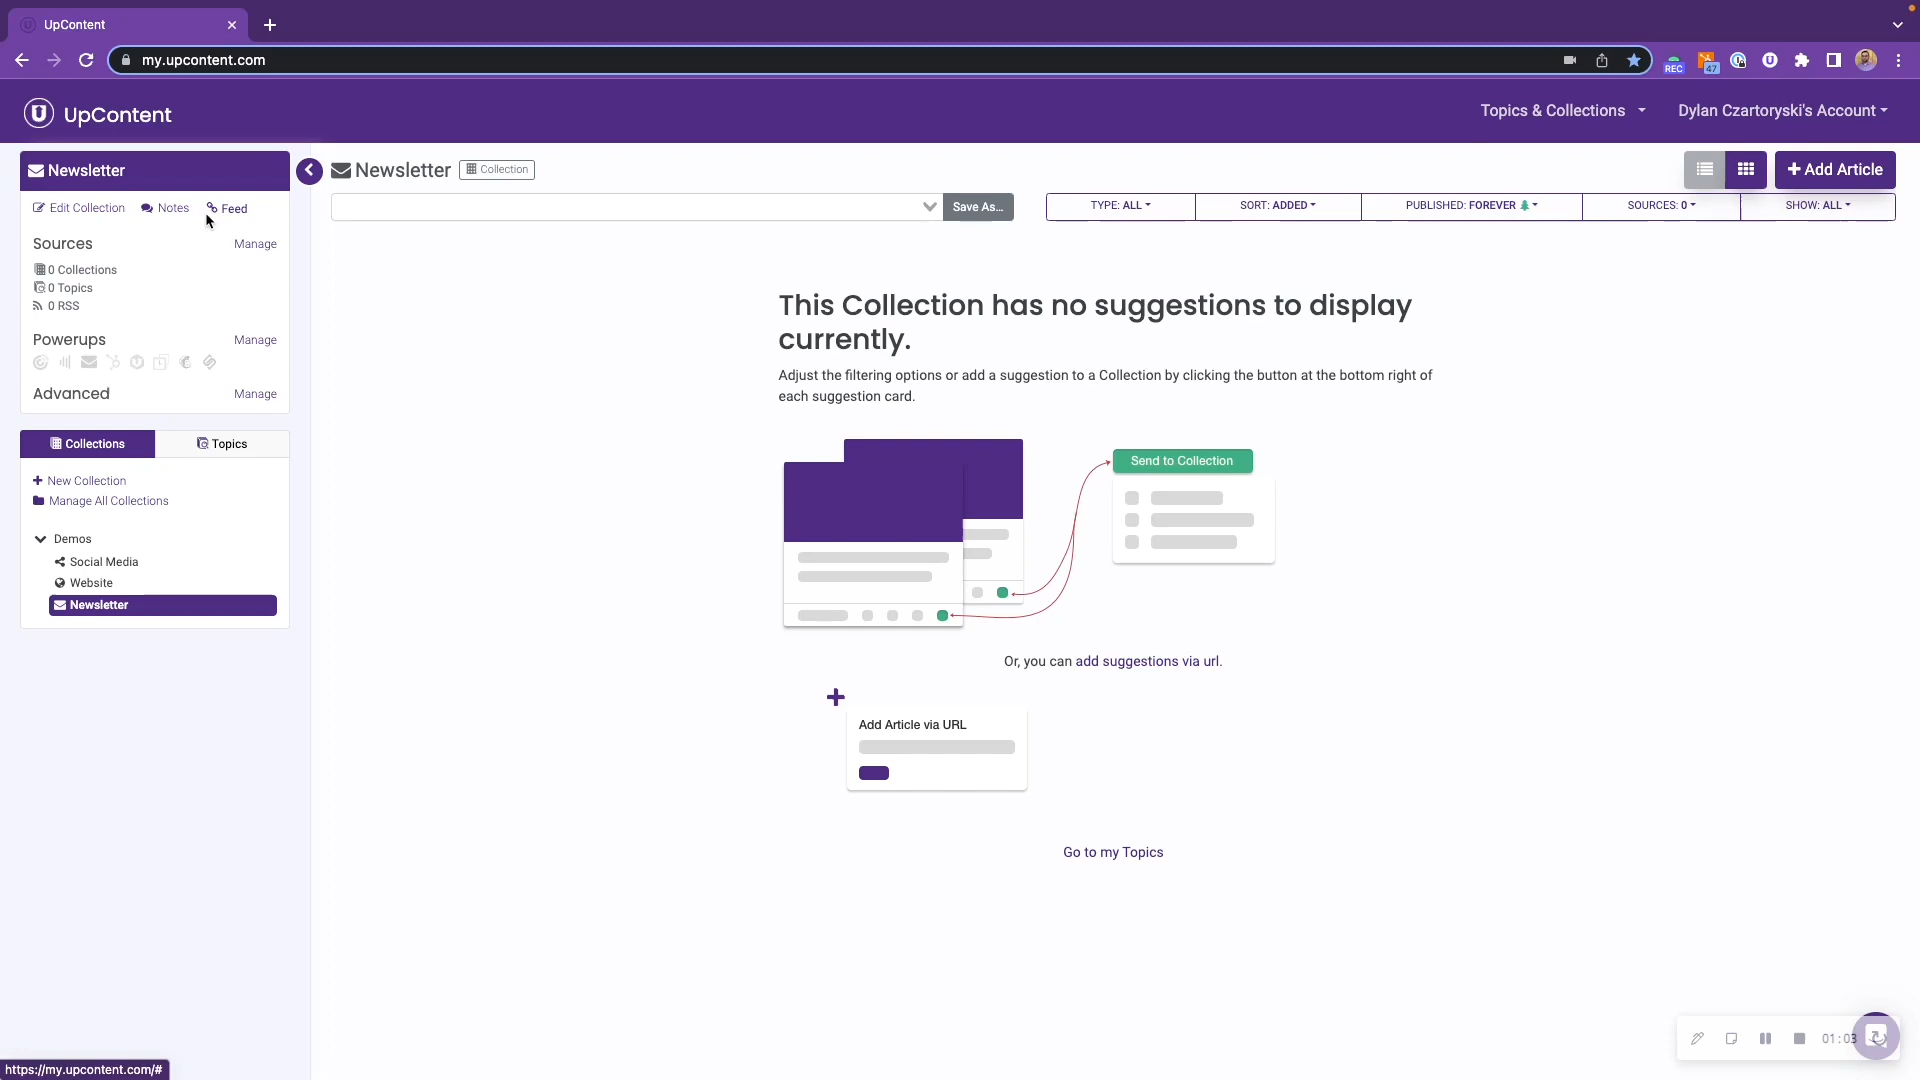 UpContent
my.upcontent.com
REC
47
UpContent
Topics & Collections
Dylan Czartoryski's Account
Newsletter
Edit Collection
Notes
Feed
Sources
Manage
0 Collections
0 Topics
0 RSS
Powerups
Manage
Advanced
Manage
Collections
Topics
New Collection
Manage All Collections
Demos
Social Media
Website
Newsletter
Newsletter
Collection
Add Article
Save As...
TYPE: ALL
SORT: ADDED
PUBLISHED: FOREVER
SOURCES: 0
SHOW: ALL
This Collection has no suggestions to display
currently.
Adjust the filtering options or add a suggestion to a Collection by clicking the button at the bottom right of
each suggestion card.
Send to Collection
Or, you can add suggestions via url.
Add Article via URL
Go to my Topics
01:03
https://my.upcontent.com/#